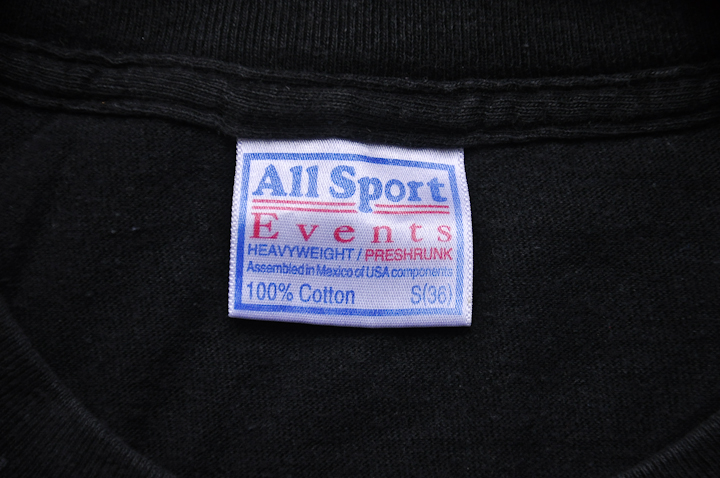 All Sport
Events
HEAVYWEIGHT / PRESHRUNK
Assembled in Mexico of USA components
100% Cotton S(36)